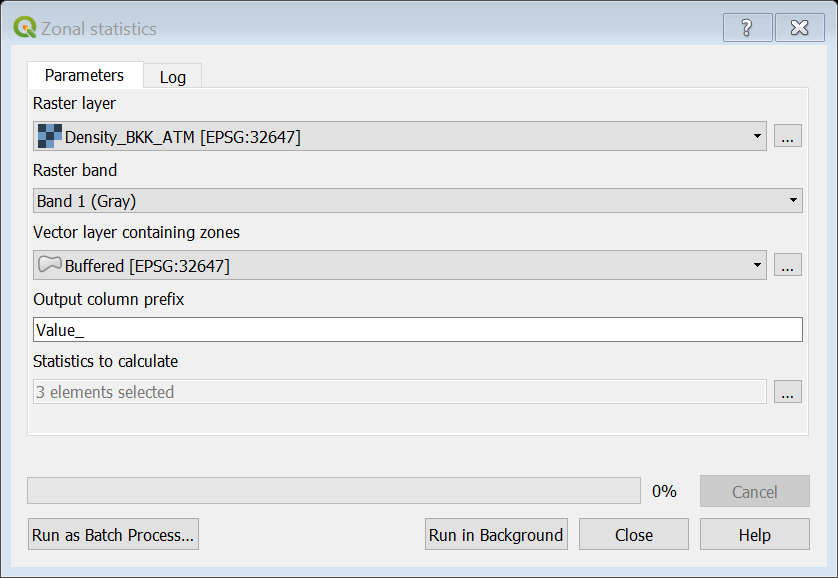 Zonal statistics
?
Parameters
Log
Raster layer
Density_BKK_ATM [EPSG:32647]
...
Raster band
Band 1 (Gray)
Vector layer containing zones
Buffered [EPSG:32647]
...
Output column prefix
Value_
Statistics to calculate
3 elements selected
...
0%
Cancel
Run as Batch Process...
Run in Background
Close
Help